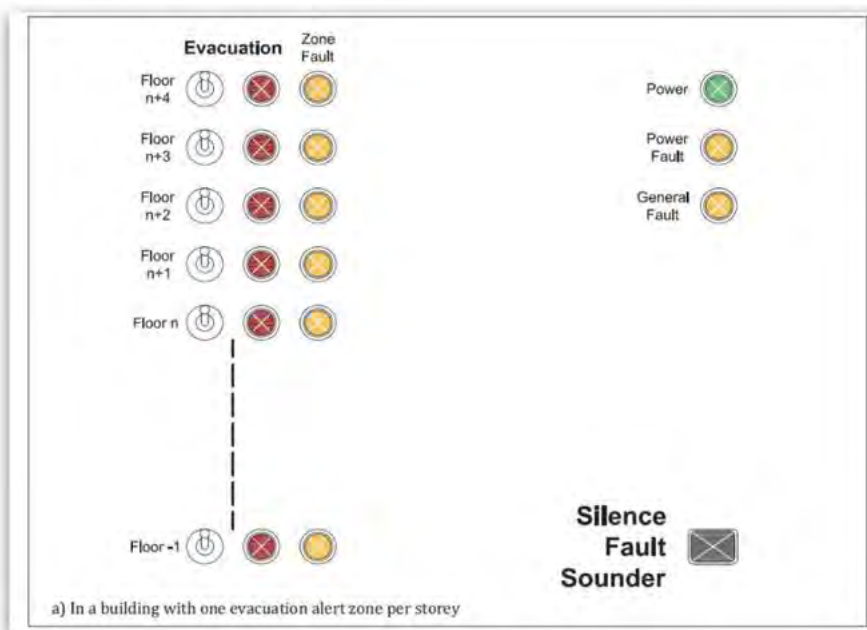 Evacuation
Zone
Fault
Floor
n+4
Floor
n+3
Floor
n+2
Floor
n+1
Floor n
Floor -1
Power
Power
Fault
General
Fault
Silence
Fault
Sounder
a) In a building with one evacuation alert zone per storey